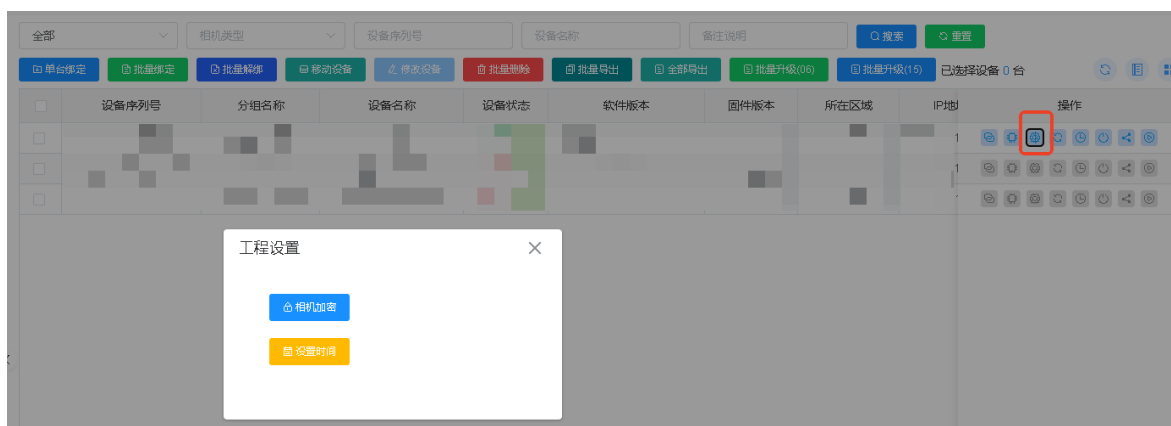 全部 相机类型 设备序列号 设备名称 备注说明 搜索 重置
单台绑定 批量绑定 批量解绑 移动设备 修改设备 批量删除 批量导出 全部导出 批量升级(06) 批量升级(15) 已选择设备 0 台
设备序列号 分组名称 设备名称 设备状态 软件版本 固件版本 所在区域 IP地 操作
1
1
工程设置
相机加密
设置时间